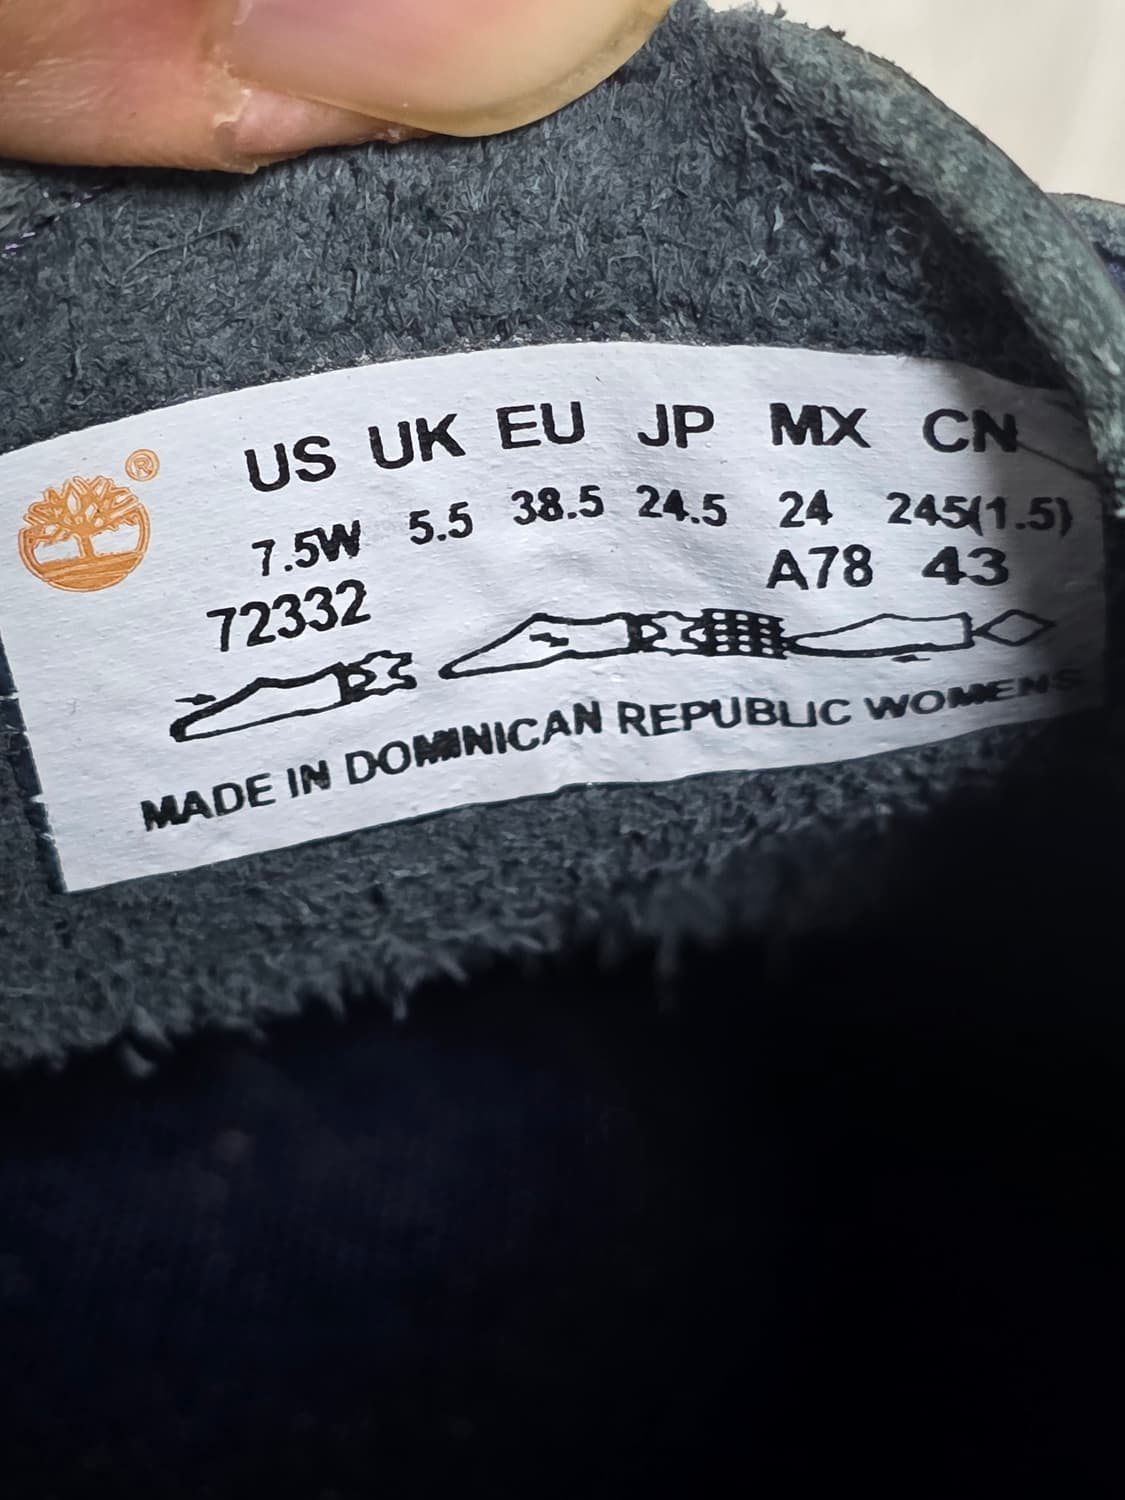 ®
US UK EU JP MX CN
7.5W 5.5 38.5 24.5 24 245(1.5)
72332 A78 43
MADE IN DOMINICAN REPUBLIC WOMENS